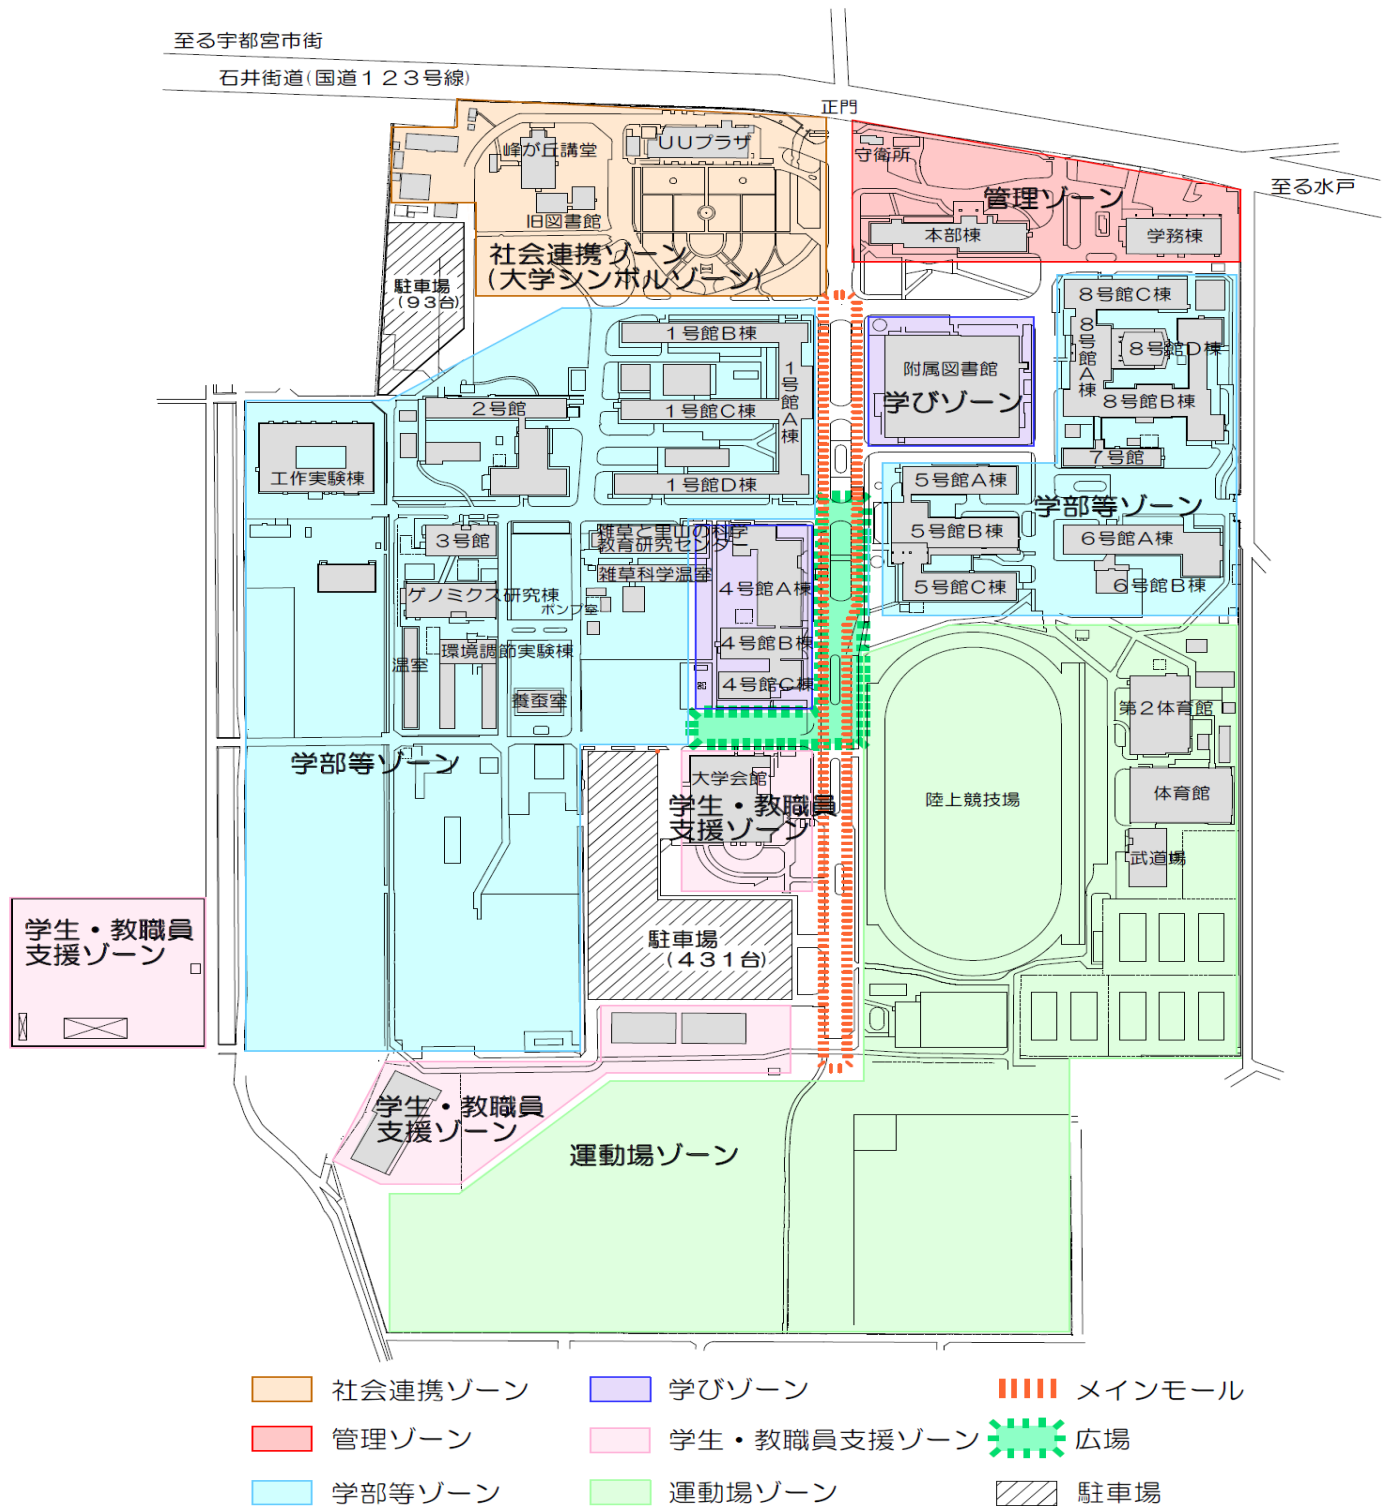 至る宇都宮市街
石井街道(国道１２３号線)
正門
至る水戸
峰が丘講堂
ＵＵプラザ
旧図書館
社会連携ゾーン
(大学シンボルゾーン)
守衛所
管理ゾーン
本部棟
学務棟
駐車場
(９３台)
１号館Ｂ棟
１号館Ａ棟
１号館Ｃ棟
１号館Ｄ棟
２号館
工作実験棟
附属図書館
学びゾーン
８号館Ｃ棟
８号館Ａ棟
８号館Ｄ棟
８号館Ｂ棟
７号館
５号館Ａ棟
学部等ゾーン
５号館Ｂ棟
６号館Ａ棟
５号館Ｃ棟
６号館Ｂ棟
３号館
雑草と里山の科学
教育研究センター
雑草科学温室
ゲノミクス研究棟
ポンプ室
４号館Ａ棟
４号館Ｂ棟
４号館Ｃ棟
温室
環境調節実験棟
養蚕室
学部等ゾーン
大学会館
学生・教職員
支援ゾーン
陸上競技場
第２体育館
体育館
武道場
学生・教職員
支援ゾーン
駐車場
(４３１台)
学生・教職員
支援ゾーン
運動場ゾーン
社会連携ゾーン
学びゾーン
メインモール
管理ゾーン
学生・教職員支援ゾーン
広場
学部等ゾーン
運動場ゾーン
駐車場